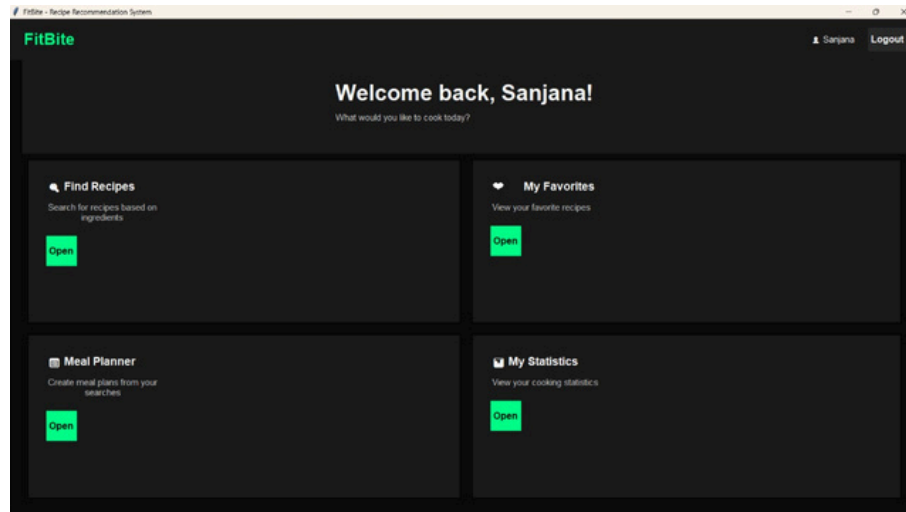 FitBite - Recipe Recommendation System
FitBite
Sanjana
Logout
Welcome back, Sanjana!
What would you like to cook today?
Find Recipes
Search for recipes based on
ingredients
Open
My Favorites
View your favorite recipes
Open
Meal Planner
Create meal plans from your
searches
Open
My Statistics
View your cooking statistics
Open